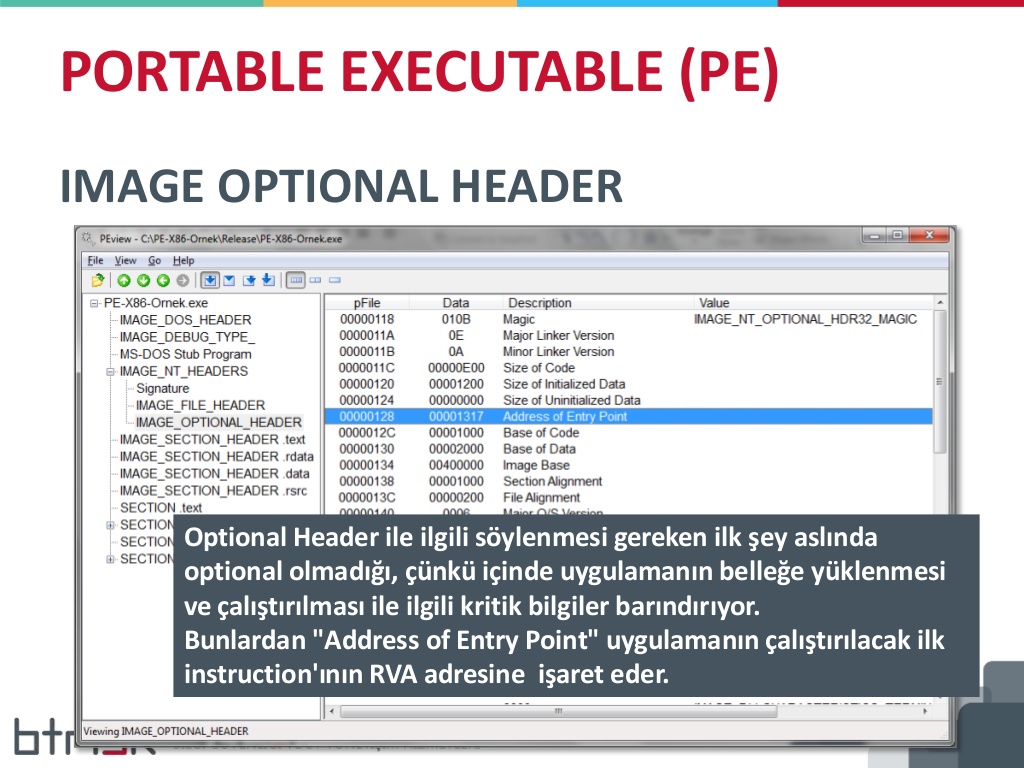 PORTABLE EXECUTABLE (PE)
IMAGE OPTIONAL HEADER
PEview - C:\PE-X86-Ornek\Release\PE-X86-Ornek.exe
File View Go Help
PE-X86-Ornek.exe
IMAGE_DOS_HEADER
IMAGE_DEBUG_TYPE_
MS-DOS Stub Program
IMAGE_NT_HEADERS
Signature
IMAGE_FILE_HEADER
IMAGE_OPTIONAL_HEADER
IMAGE_SECTION_HEADER .text
IMAGE_SECTION_HEADER .rdata
IMAGE_SECTION_HEADER .data
IMAGE_SECTION_HEADER .rsrc
SECTION .text
SECTION
SECTION
SECTION
pFile Data Description Value
00000118 010B Magic IMAGE_NT_OPTIONAL_HDR32_MAGIC
0000011A 0E Major Linker Version
0000011B 0A Minor Linker Version
0000011C 00000E00 Size of Code
00000120 00001200 Size of Initialized Data
00000124 00000000 Size of Uninitialized Data
00000128 00001317 Address of Entry Point
0000012C 00001000 Base of Code
00000130 00002000 Base of Data
00000134 00400000 Image Base
00000138 00001000 Section Alignment
0000013C 00000200 File Alignment
00000140 0006 Major O/S Version
Optional Header ile ilgili söylenmesi gereken ilk şey aslında
optional olmadığı, çünkü içinde uygulamanın belleğe yüklenmesi
ve çalıştırılması ile ilgili kritik bilgiler barındırıyor.
Bunlardan "Address of Entry Point" uygulamanın çalıştırılacak ilk
instruction'ının RVA adresine işaret eder.
Viewing IMAGE_OPTIONAL_HEADER